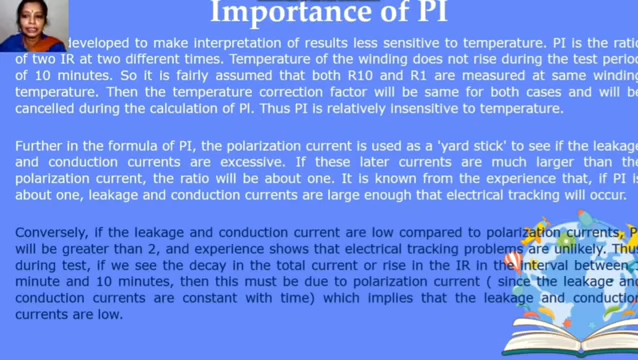 Importance of PI
developed to make interpretation of results less sensitive to temperature. PI is the ratio
of two IR at two different times. Temperature of the winding does not rise during the test period
of 10 minutes. So it is fairly assumed that both R10 and R1 are measured at same winding
temperature. Then the temperature correction factor will be same for both cases and will be
cancelled during the calculation of Pl. Thus PI is relatively insensitive to temperature.
Further in the formula of PI, the polarization current is used as a 'yard stick' to see if the leakage
and conduction currents are excessive. If these later currents are much larger than the
polarization current, the ratio will be about one. It is known from the experience that, if PI is
about one, leakage and conduction currents are large enough that electrical tracking will occur.
Conversely, if the leakage and conduction current are low compared to polarization currents, P
will be greater than 2, and experience shows that electrical tracking problems are unlikely. Thus
during test, if we see the decay in the total current or rise in the IR in the interval between 1
minute and 10 minutes, then this must be due to polarization current ( since the leakage and
conduction currents are constant with time) which implies that the leakage and conduction
currents are low.